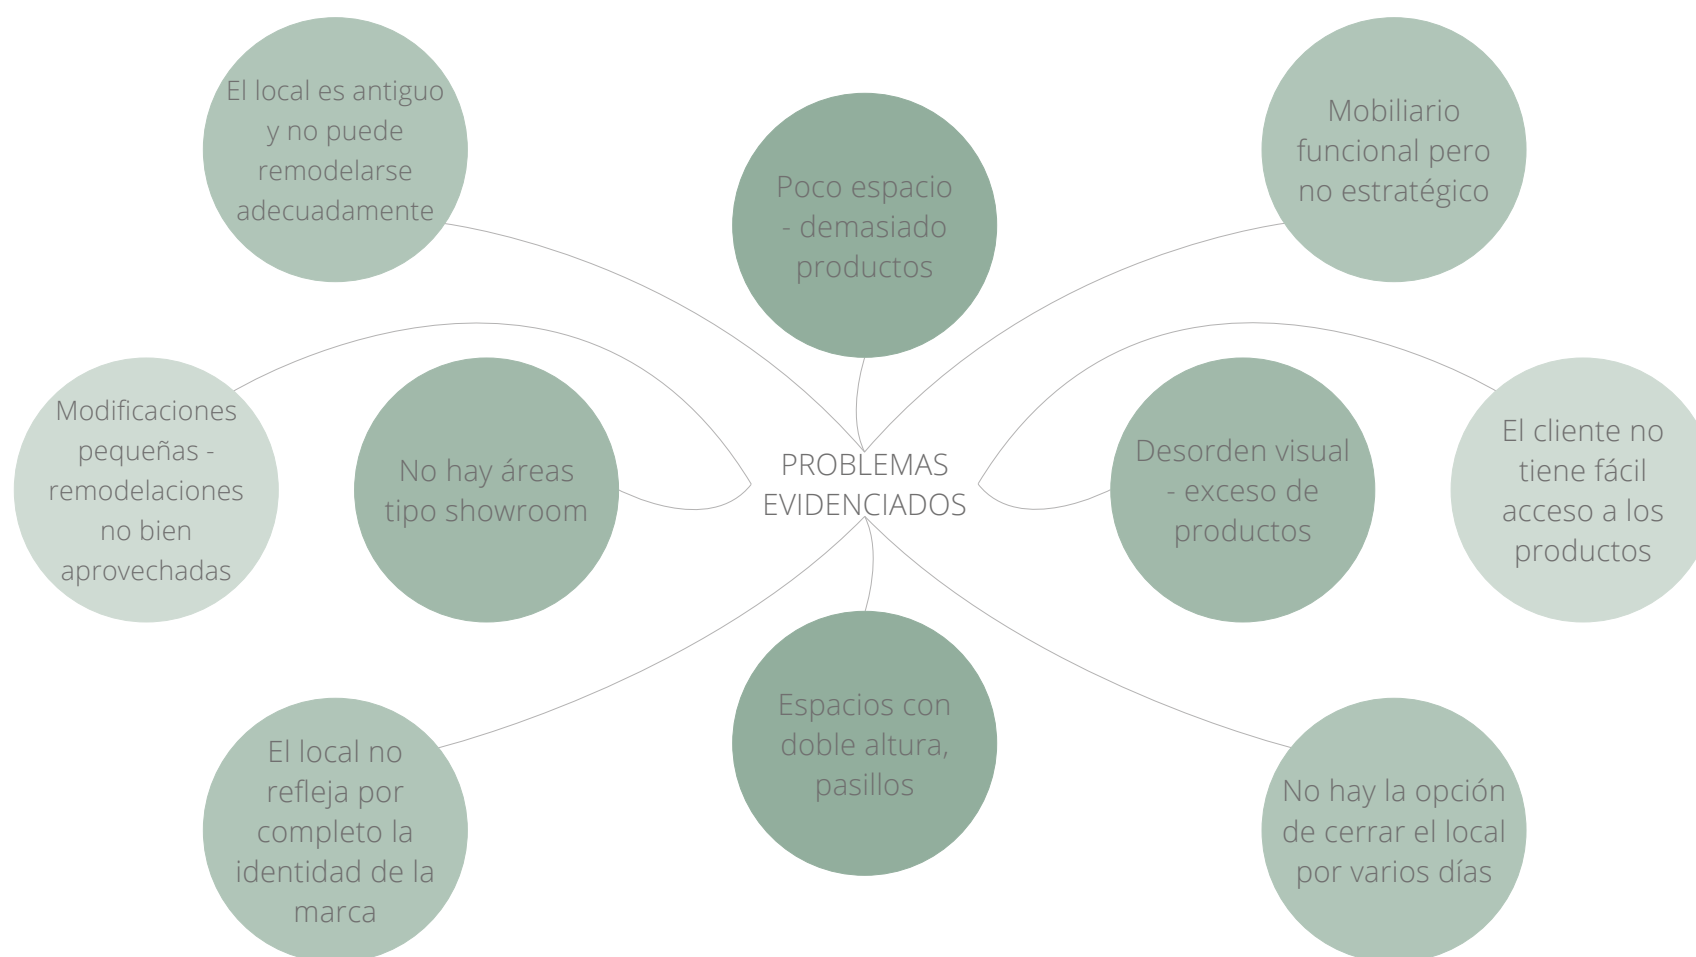 El local es antiguo
y no puede
remodelarse
adecuadamente
Poco espacio
- demasiado
productos
Mobiliario
funcional pero
no estratégico
Modificaciones
pequeñas -
remodelaciones
no bien
aprovechadas
No hay áreas
tipo showroom
PROBLEMAS
EVIDENCIADOS
Desorden visual
- exceso de
productos
El cliente no
tiene fácil
acceso a los
productos
El local no
refleja por
completo la
identidad de la
marca
Espacios con
doble altura,
pasillos
No hay la opción
de cerrar el local
por varios días